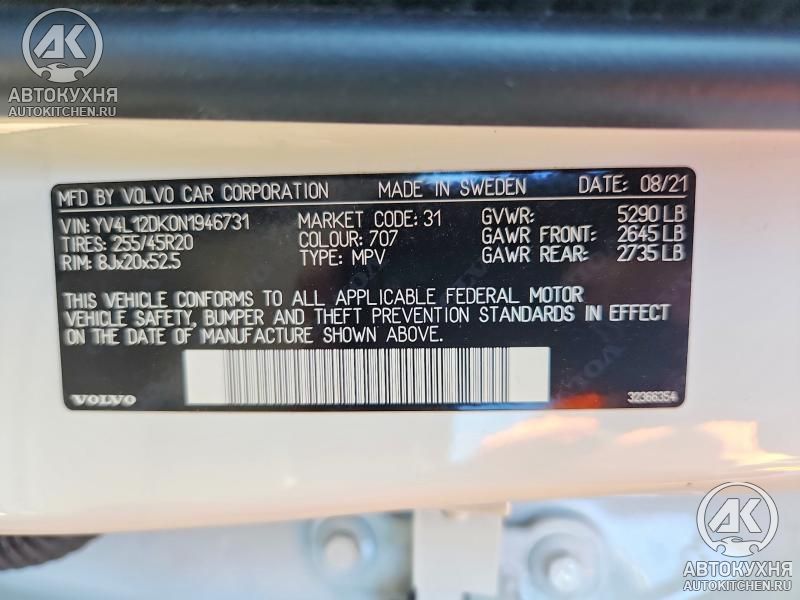 АК
АВТОКУХНЯ
AUTOKITCHEN.RU
MFD BY VOLVO CAR CORPORATION MADE IN SWEDEN DATE: 08/21
VIN: YV4L12DK0N1946731 MARKET CODE: 31 GVWR: 5290 LB
TIRES: 255/45R20 COLOUR: 707 GAWR FRONT: 2645 LB
RIM: 8Jx20x52.5 TYPE: MPV GAWR REAR: 2735 LB
THIS VEHICLE CONFORMS TO ALL APPLICABLE FEDERAL MOTOR
VEHICLE SAFETY, BUMPER AND THEFT PREVENTION STANDARDS IN EFFECT
ON THE DATE OF MANUFACTURE SHOWN ABOVE.
VOLVO 32366354
АК
АВТОКУХНЯ
AUTOKITCHEN.RU